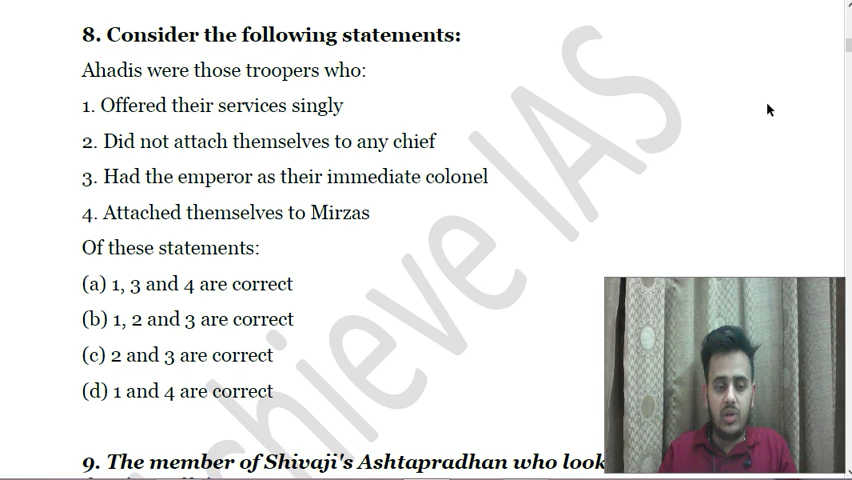 8. Consider the following statements:
Ahadis were those troopers who:
1. Offered their services singly
2. Did not attach themselves to any chief
3. Had the emperor as their immediate colonel
4. Attached themselves to Mirzas
Of these statements:
(a) 1, 3 and 4 are correct
(b) 1, 2 and 3 are correct
(c) 2 and 3 are correct
(d) 1 and 4 are correct
9. The member of Shivaji's Ashtapradhan who look
chieve IAS